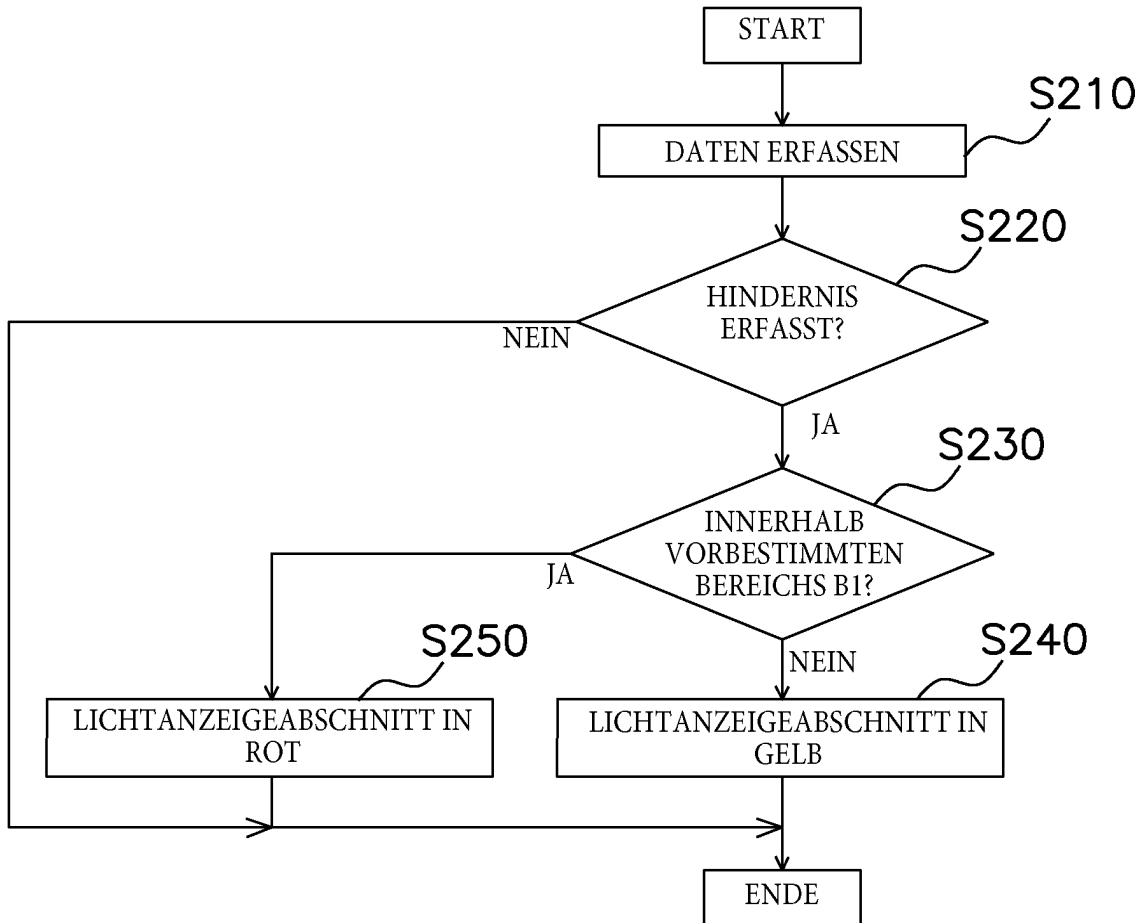 START
S210
DATEN ERFASSEN
S220
HINDERNIS
ERFASST?
NEIN
JA
S230
INNERHALB
VORBESTIMMTEN
BEREICHS B1?
JA
NEIN
S250
S240
LICHTANZEIGEABSCHNITT IN
ROT
LICHTANZEIGEABSCHNITT IN
GELB
ENDE